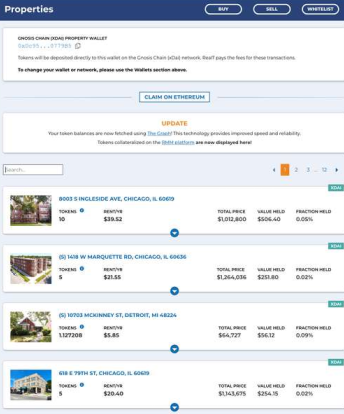 Properties
BUY
SELL
WHITELIST
GNOSIS CHAIN (XDAI) PROPERTY WALLET
Tokens will be deposited directly to this wallet on the Gnosis Chain (xDai) network. RealT pays the fees for these transactions.
To change your wallet or network, please use the Wallets section above.
CLAIM ON ETHEREUM
UPDATE
Your token balances are now fetched using The Graph! This technology provides improved speed and reliability.
Tokens collateralized on the RMM platform are now displayed here!
Search...
1 2 3 ... 12
XDAI
8003 S INGLESIDE AVE, CHICAGO, IL 60619
TOKENS RENT/YR TOTAL PRICE VALUE HELD FRACTION HELD
10 $39.52 $1,012,800 $506.40 0.05%
XDAI
(S) 1418 W MARQUETTE RD, CHICAGO, IL 60636
TOKENS RENT/YR TOTAL PRICE VALUE HELD FRACTION HELD
5 $21.55 $1,264,036 $251.80 0.02%
XDAI
(S) 10703 MCKINNEY ST, DETROIT, MI 48224
TOKENS RENT/YR TOTAL PRICE VALUE HELD FRACTION HELD
1.127208 $5.85 $64,727 $56.12 0.09%
XDAI
618 E 79TH ST, CHICAGO, IL 60619
TOKENS RENT/YR TOTAL PRICE VALUE HELD FRACTION HELD
5 $20.40 $1,143,675 $254.15 0.02%